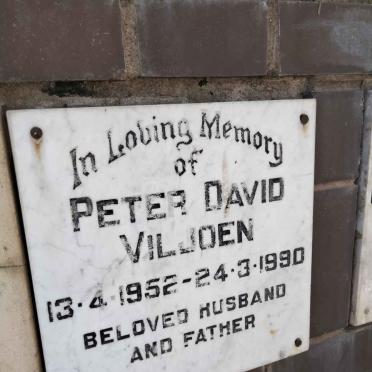 In Loving Memory
of
PETER DAVID
VILJOEN
13·4·1952-24·3·1990
BELOVED HUSBAND
AND FATHER